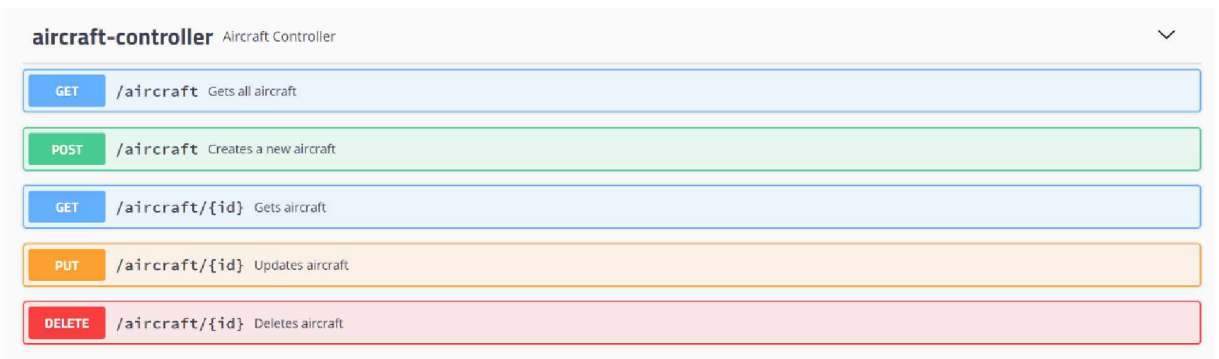 aircraft-controller Aircraft Controller
GET /aircraft Gets all aircraft
POST /aircraft Creates a new aircraft
GET /aircraft/{id} Gets aircraft
PUT /aircraft/{id} Updates aircraft
DELETE /aircraft/{id} Deletes aircraft